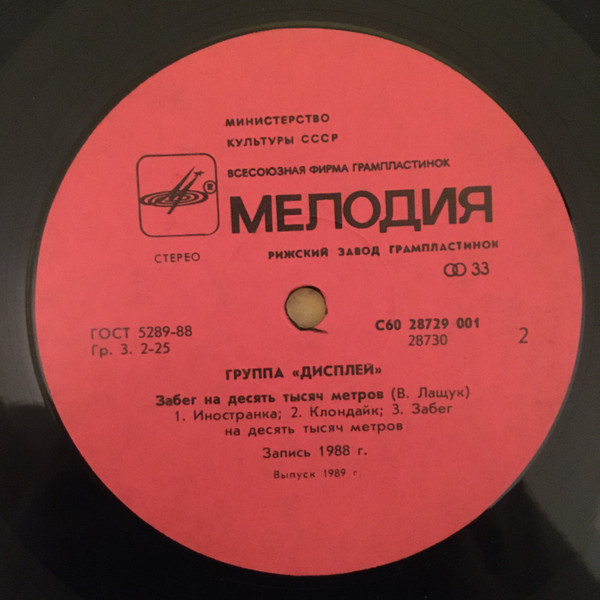 МИНИСТЕРСТВО
КУЛЬТУРЫ СССР
ВСЕСОЮЗНАЯ ФИРМА ГРАМПЛАСТИНОК
®
МЕЛОДИЯ
СТЕРЕО
РИЖСКИЙ ЗАВОД ГРАМПЛАСТИНОК
33
ГОСТ 5289-88
Гр. 3. 2-25
С60 28729 001
28730
2
ГРУППА «ДИСПЛЕЙ»
Забег на десять тысяч метров (В. Лащук)
1. Иностранка; 2. Клондайк; 3. Забег
на десять тысяч метров
Запись 1988 г.
Выпуск 1989 г.